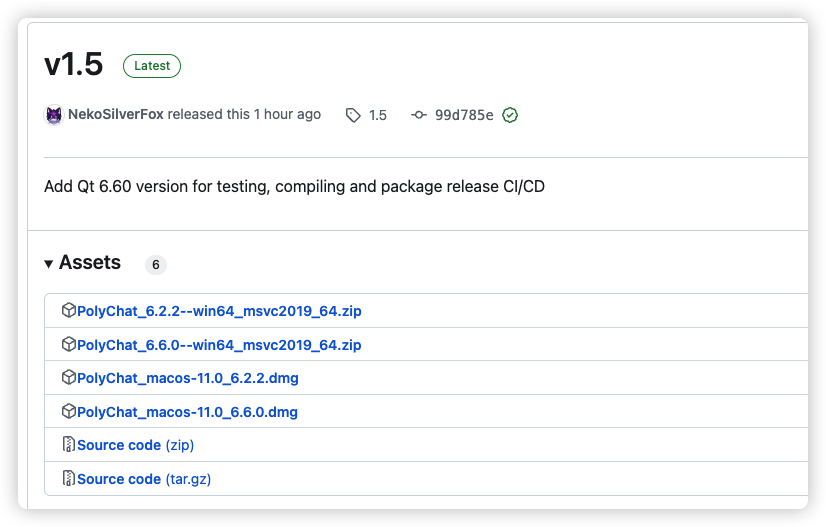 v1.5 Latest
NekoSilverFox released this 1 hour ago 1.5 99d785e
Add Qt 6.60 version for testing, compiling and package release CI/CD
Assets 6
PolyChat_6.2.2--win64_msvc2019_64.zip
PolyChat_6.6.0--win64_msvc2019_64.zip
PolyChat_macos-11.0_6.2.2.dmg
PolyChat_macos-11.0_6.6.0.dmg
Source code (zip)
Source code (tar.gz)